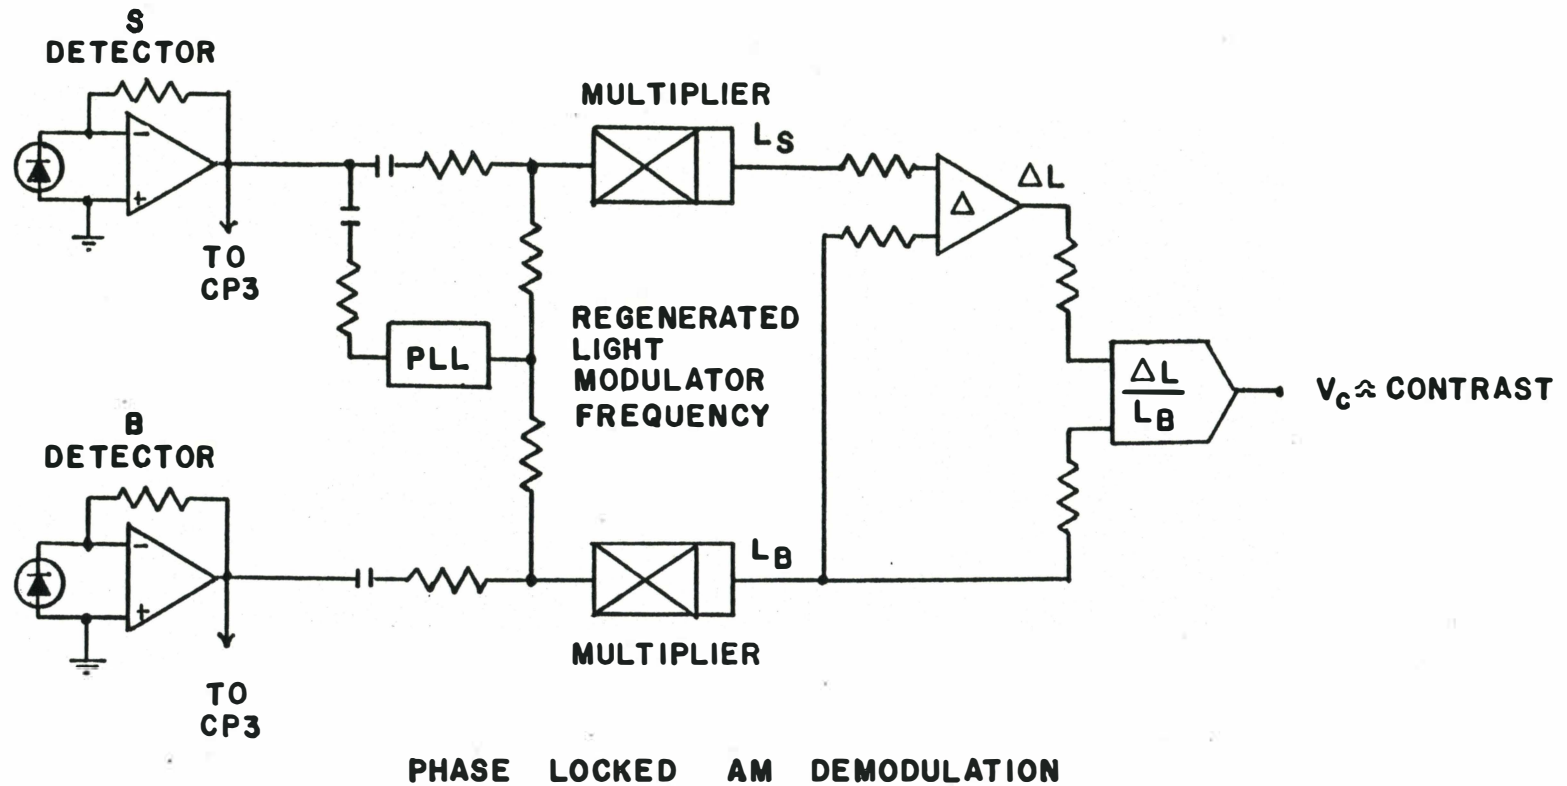 S
DETECTOR
−
+
TO
CP3
MULTIPLIER
LS
Δ
ΔL
PLL
REGENERATED
LIGHT
MODULATOR
FREQUENCY
ΔL
LB
VC ≈ CONTRAST
B
DETECTOR
−
+
TO
CP3
LB
MULTIPLIER
PHASE LOCKED AM DEMODULATION